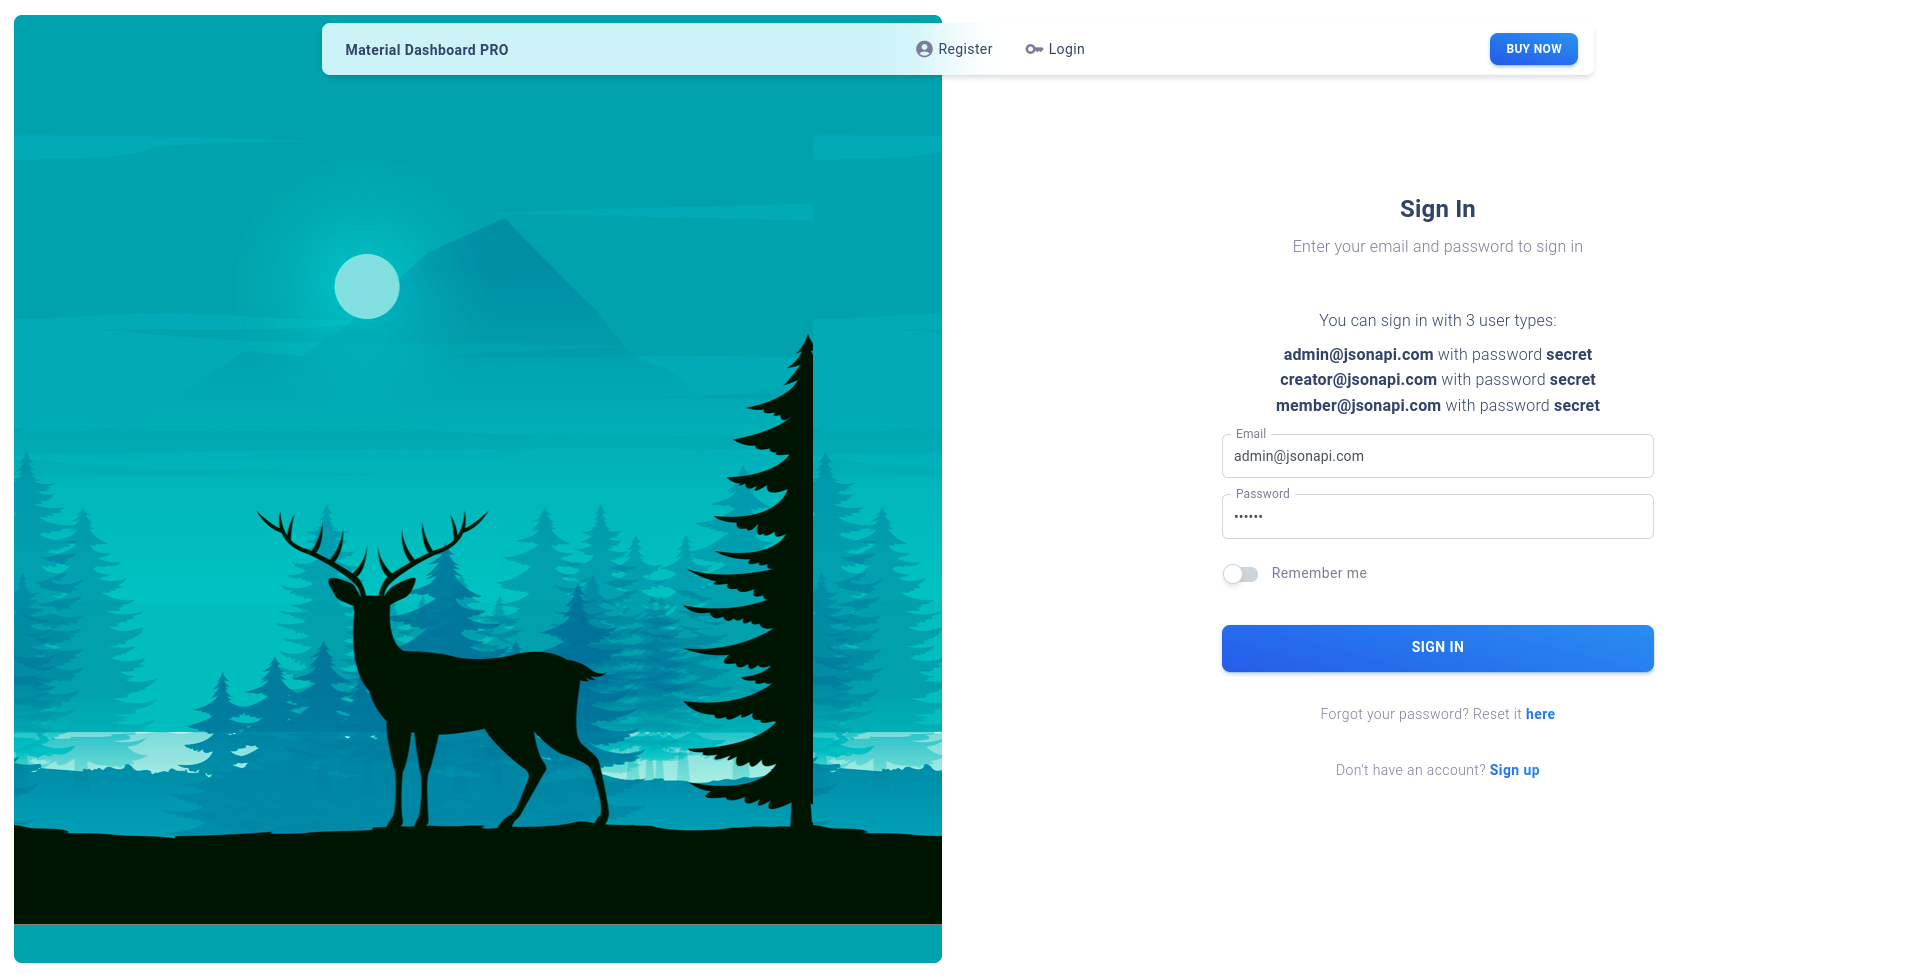 Material Dashboard PRO
Register
Login
BUY NOW
Sign In
Enter your email and password to sign in
You can sign in with 3 user types:
admin@jsonapi.com with password secret
creator@jsonapi.com with password secret
member@jsonapi.com with password secret
Email
admin@jsonapi.com
Password
••••••
Remember me
SIGN IN
Forgot your password? Reset it here
Don't have an account? Sign up